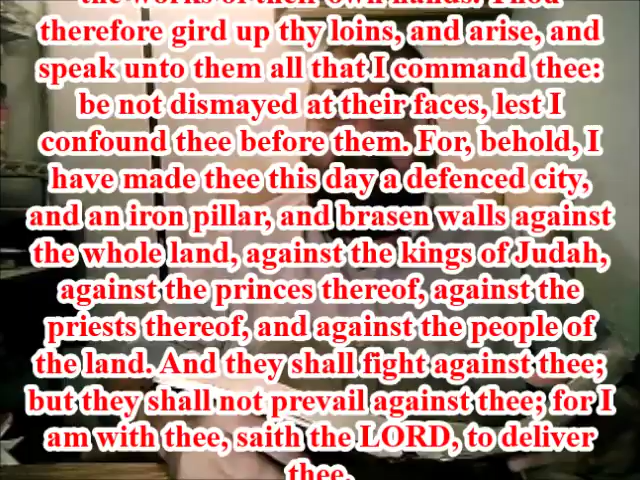 the works of their own hands. Thou
therefore gird up thy loins, and arise, and
speak unto them all that I command thee:
be not dismayed at their faces, lest I
confound thee before them. For, behold, I
have made thee this day a defenced city,
and an iron pillar, and brasen walls against
the whole land, against the kings of Judah,
against the princes thereof, against the
priests thereof, and against the people of
the land. And they shall fight against thee;
but they shall not prevail against thee; for I
am with thee, saith the LORD, to deliver
thee.